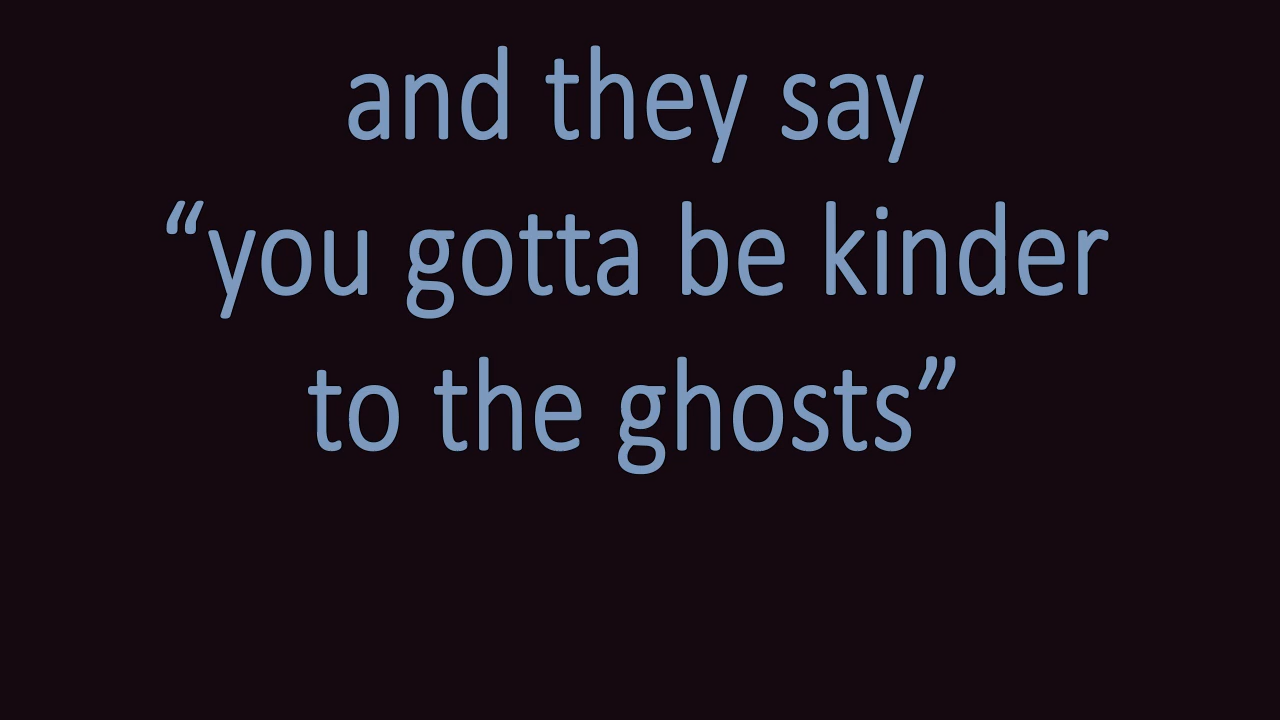 and they say
“you gotta be kinder
to the ghosts”